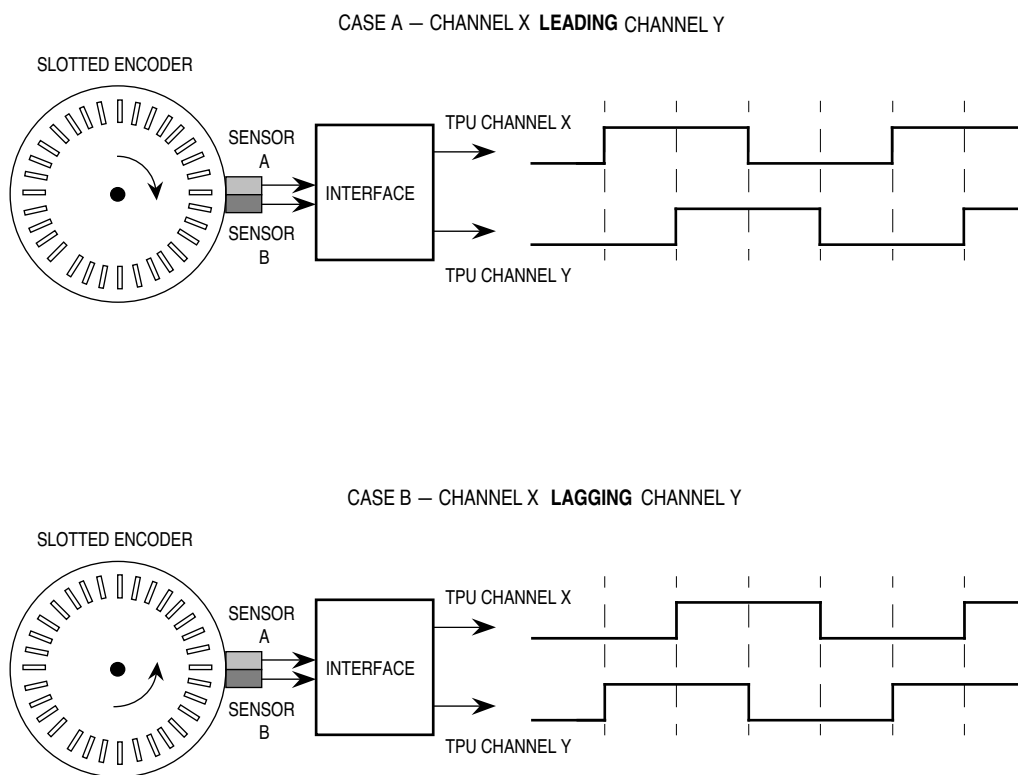 CASE A — CHANNEL X LEADING CHANNEL Y
SLOTTED ENCODER
SENSOR
A
SENSOR
B
INTERFACE
TPU CHANNEL X
TPU CHANNEL Y
CASE B — CHANNEL X LAGGING CHANNEL Y
SLOTTED ENCODER
SENSOR
A
SENSOR
B
INTERFACE
TPU CHANNEL X
TPU CHANNEL Y